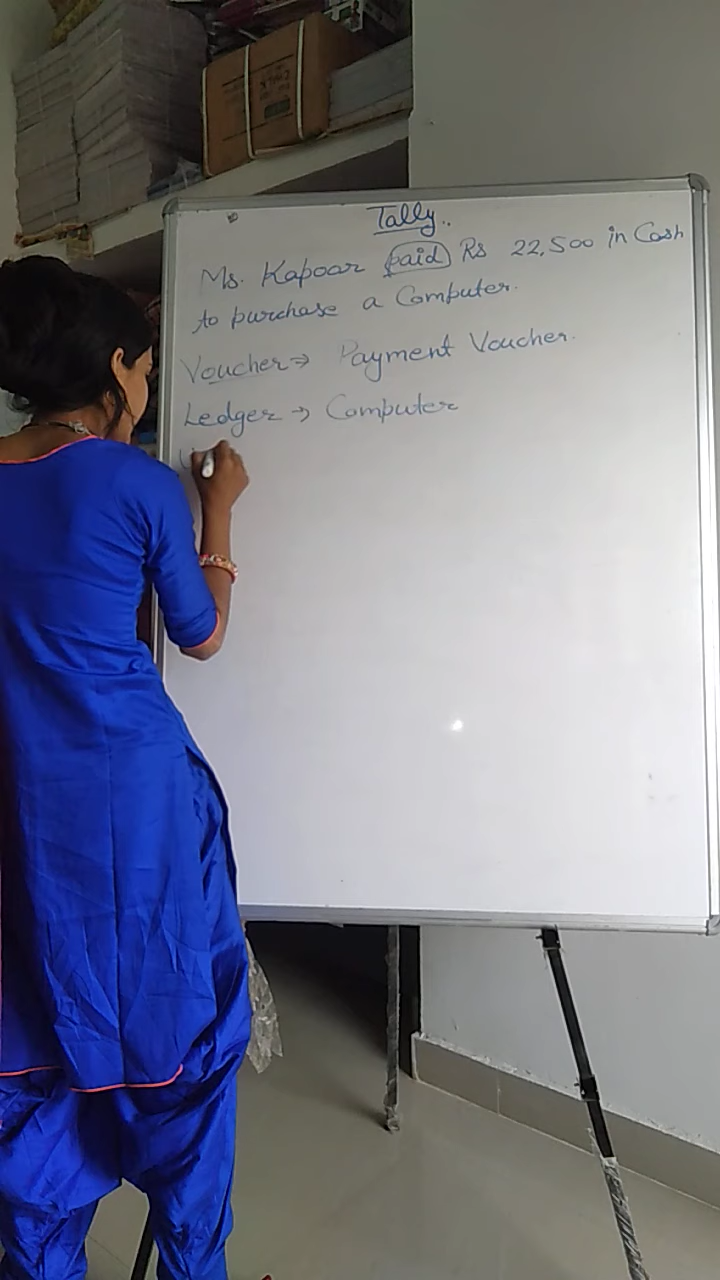 Tally..
Ms. Kapoor paid Rs 22,500 in Cash
to purchase a Computer.
Voucher ⇒ Payment Voucher.
Ledger → Computer